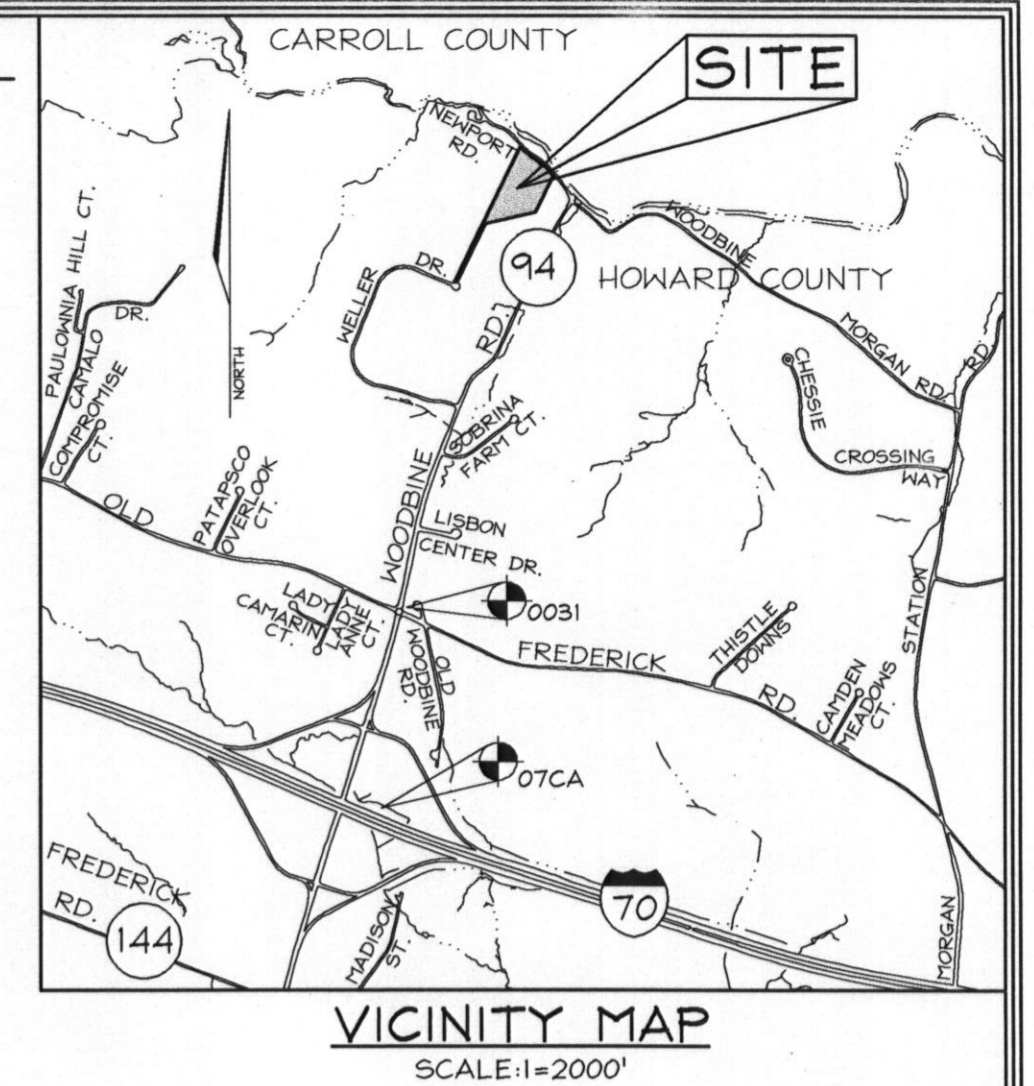 CARROLL COUNTY
SITE
NEWPORT
RD.
WOODBINE
94
HOWARD COUNTY
DR.
WELLER
RD.
MORGAN RD.
RD.
PAULOWNIA HILL CT.
CAMALO
DR.
COMPROMISE
CT.
NORTH
CHESSIE
CROSSING
WAY
SOBRINA
FARM CT.
PATAPSCO
OVERLOOK
CT.
OLD
WOODBINE
LISBON
CENTER DR.
LADY
ANNE
CT.
LADY
CAMARIN
CT.
0031
OLD
WOODBINE
RD.
FREDERICK
RD.
THISTLE
DOWNS
CAMDEN
MEADOWS
CT.
STATION
07CA
FREDERICK
RD.
144
MADISON
ST.
70
MORGAN
VICINITY MAP
SCALE:1=2000'